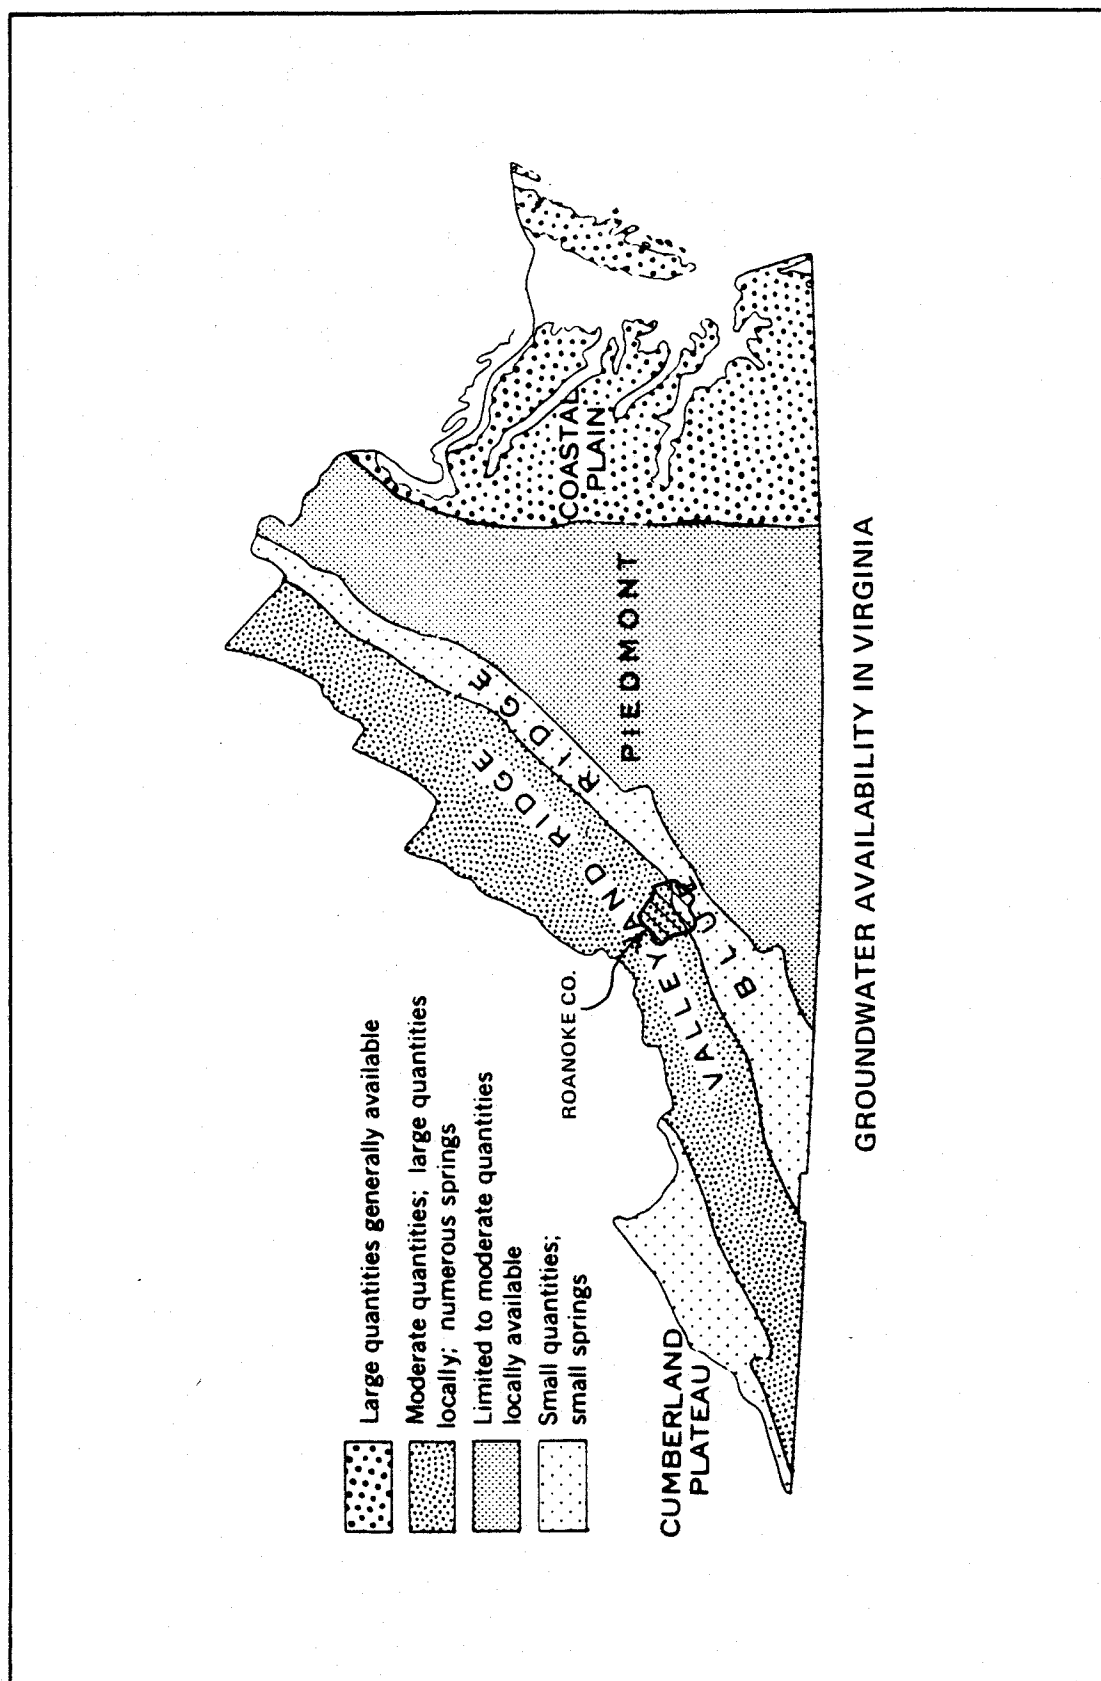 Large quantities generally available
Moderate quantities; large quantities
locally; numerous springs
Limited to moderate quantities
locally available
Small quantities;
small springs
ROANOKE CO.
CUMBERLAND
PLATEAU
VALLEY AND RIDGE
BLUE RIDGE
PIEDMONT
COASTAL
PLAIN
GROUNDWATER AVAILABILITY IN VIRGINIA